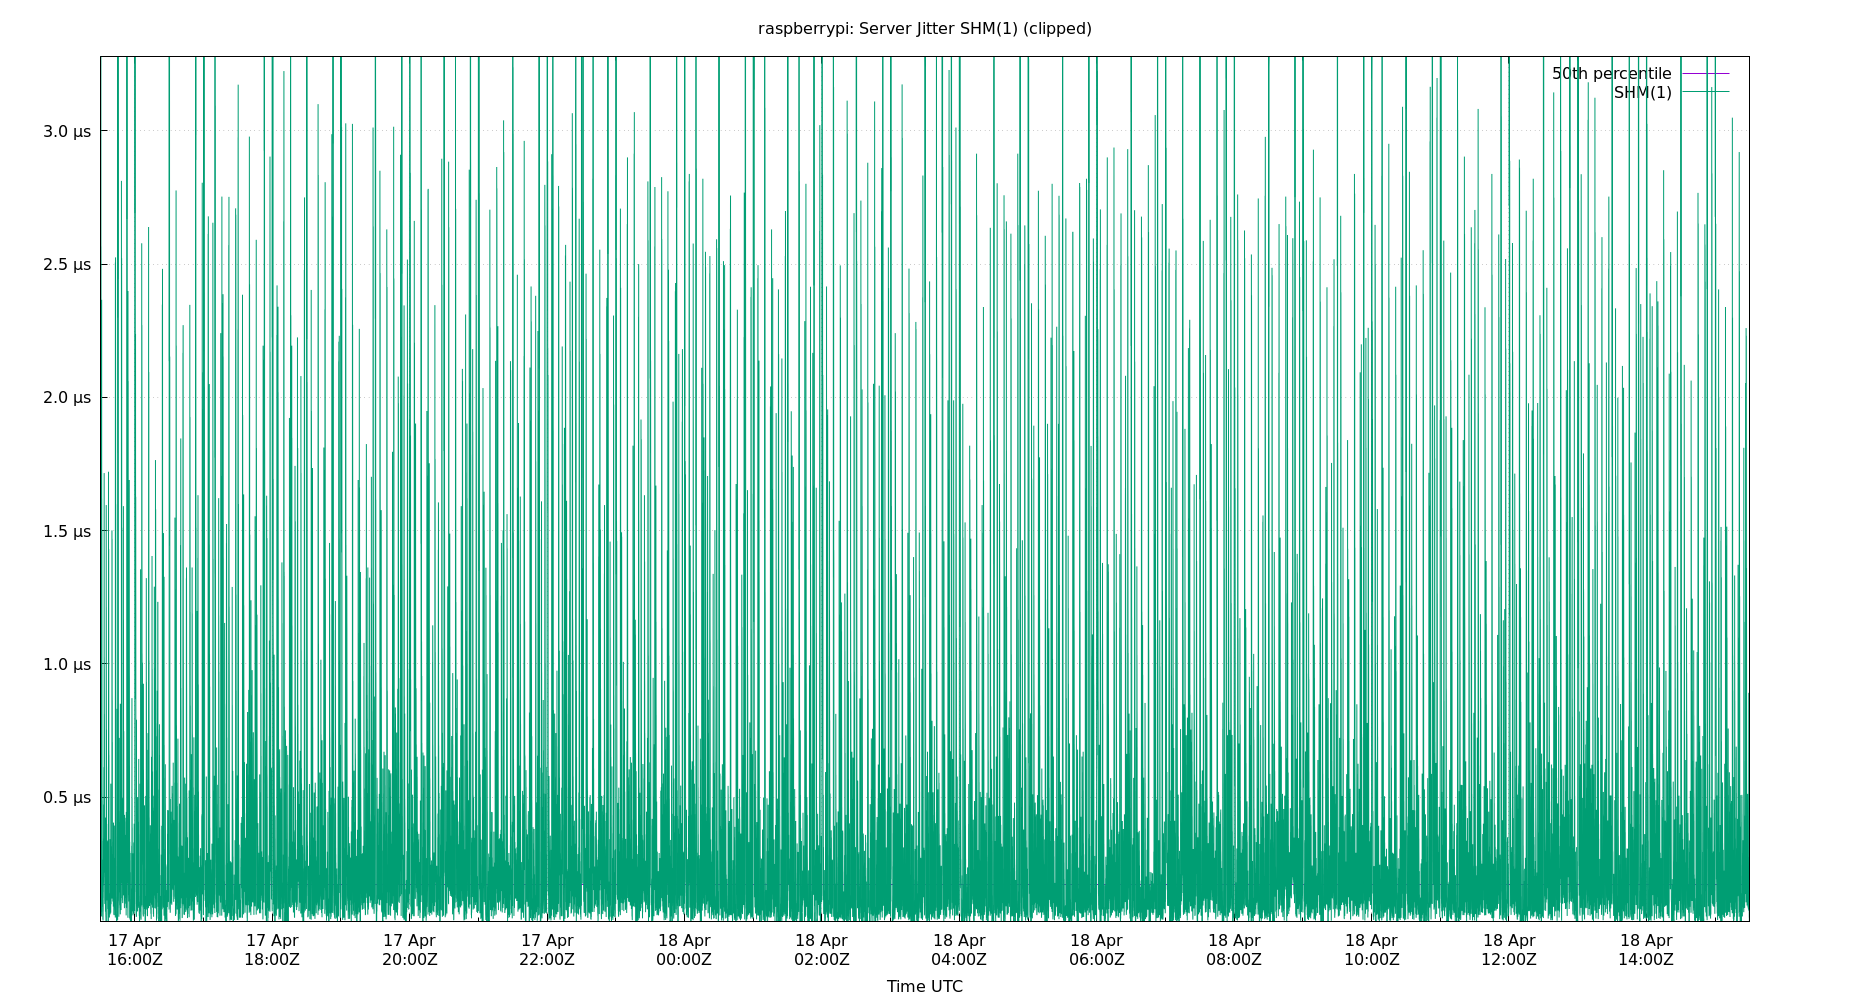 raspberrypi: Server Jitter SHM(1) (clipped)
50th percentile
SHM(1)
3.0 µs
2.5 µs
2.0 µs
1.5 µs
1.0 µs
0.5 µs
17 Apr 17 Apr 17 Apr 17 Apr 18 Apr 18 Apr 18 Apr 18 Apr 18 Apr 18 Apr 18 Apr 18 Apr
16:00Z 18:00Z 20:00Z 22:00Z 00:00Z 02:00Z 04:00Z 06:00Z 08:00Z 10:00Z 12:00Z 14:00Z
Time UTC